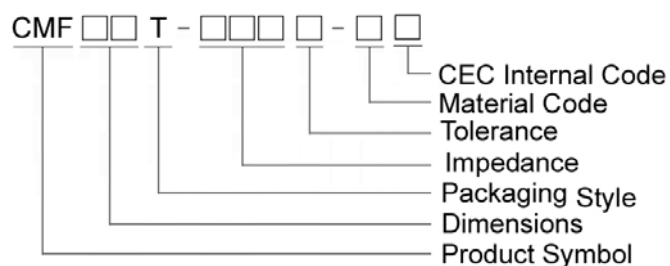 CMF□□ T-□□□ □-□ □
CEC Internal Code
Material Code
Tolerance
Impedance
Packaging Style
Dimensions
Product Symbol